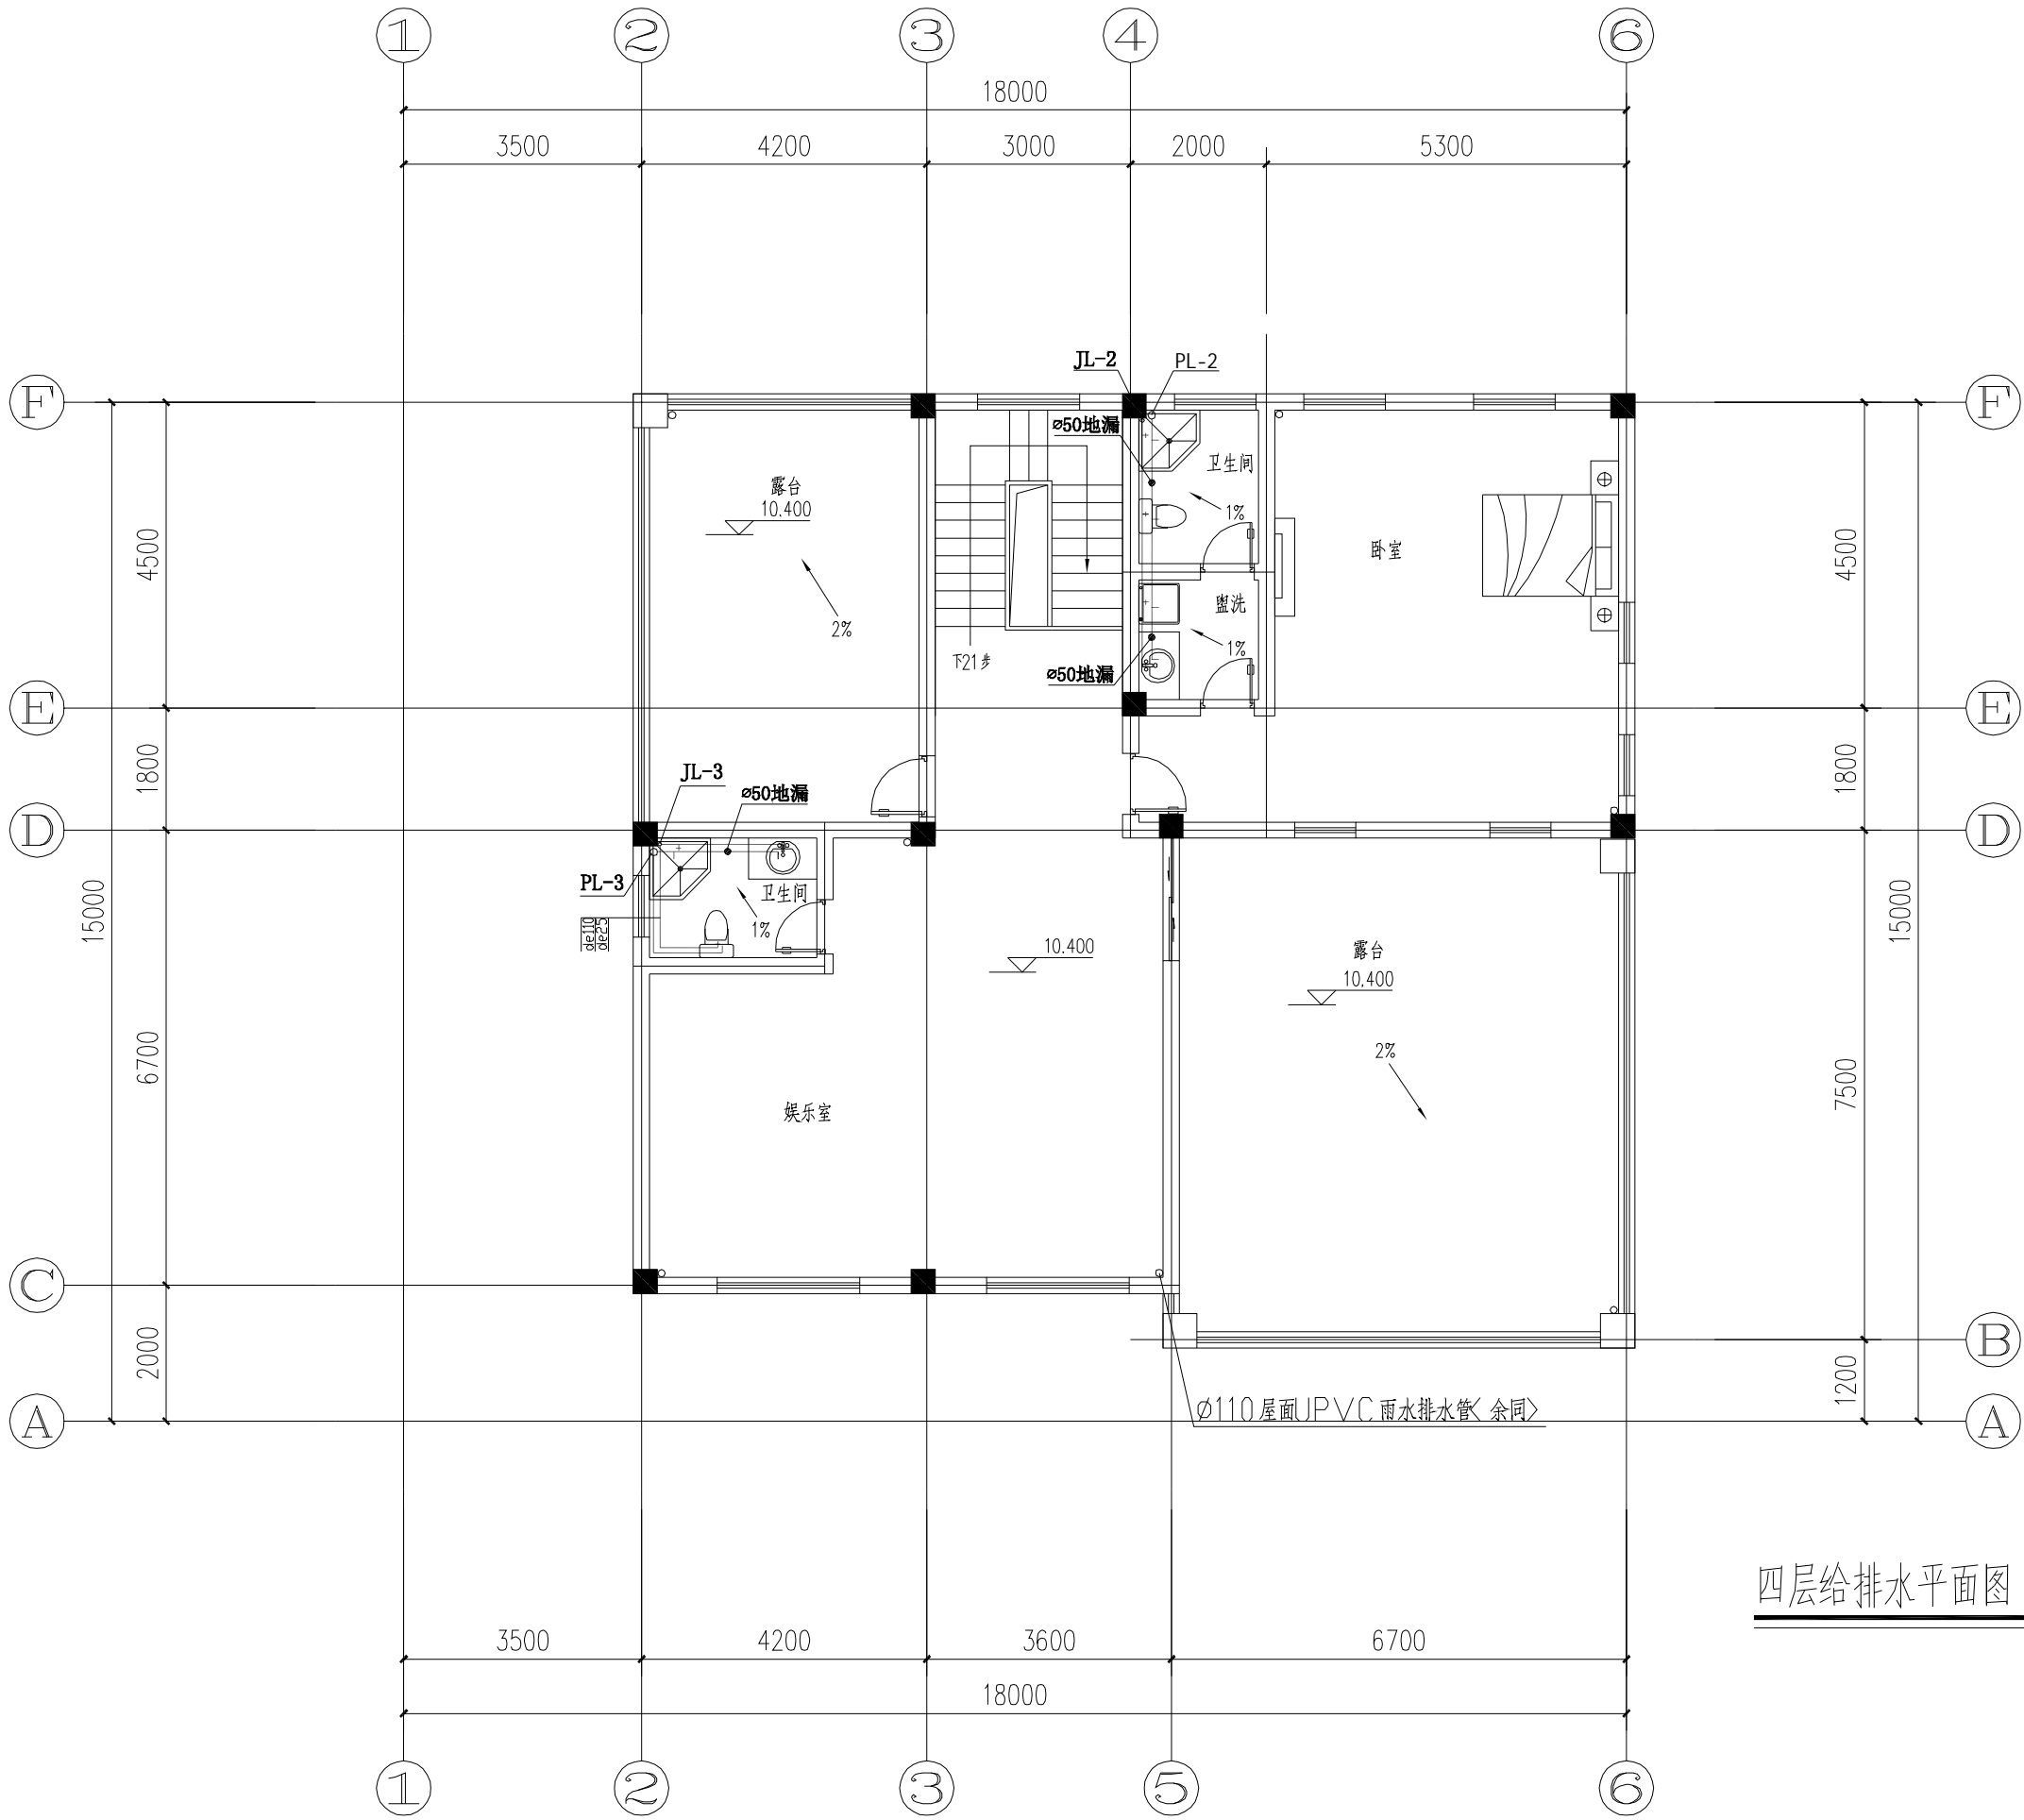 1 2 3 4 6
18000
3500 4200 3000 2000 5300
JL-2 PL-2
F F
ø50地漏
卫生间
露台
10.400
1%
4500 4500
卧室
盥洗
2%
1%
下21步
ø50地漏
E E
1800 1800
JL-3
ø50地漏
D D
PL-3
卫生间
1%
de110
de25
15000 15000
10.400
露台
10.400
6700
2%
7500
娱乐室
C
2000
B
1200
A A
ø110屋面UPVC雨水排水管<余同>
四层给排水平面图
3500 4200 3600 6700
18000
1 2 3 5 6